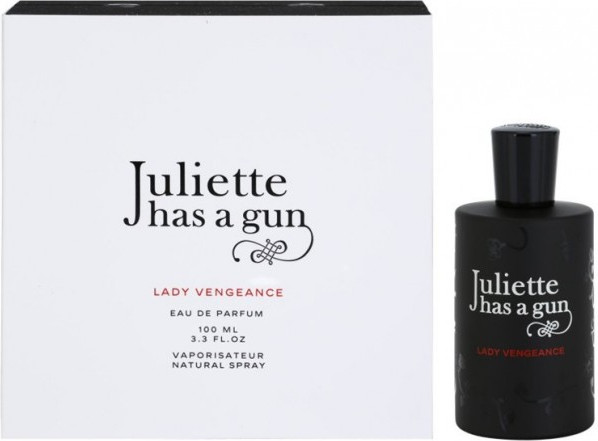 Juliette
has a gun
LADY VENGEANCE
EAU DE PARFUM
100 ML
3.3 FL.OZ
VAPORISATEUR
NATURAL SPRAY
Juliette
has a gun
LADY VENGEANCE